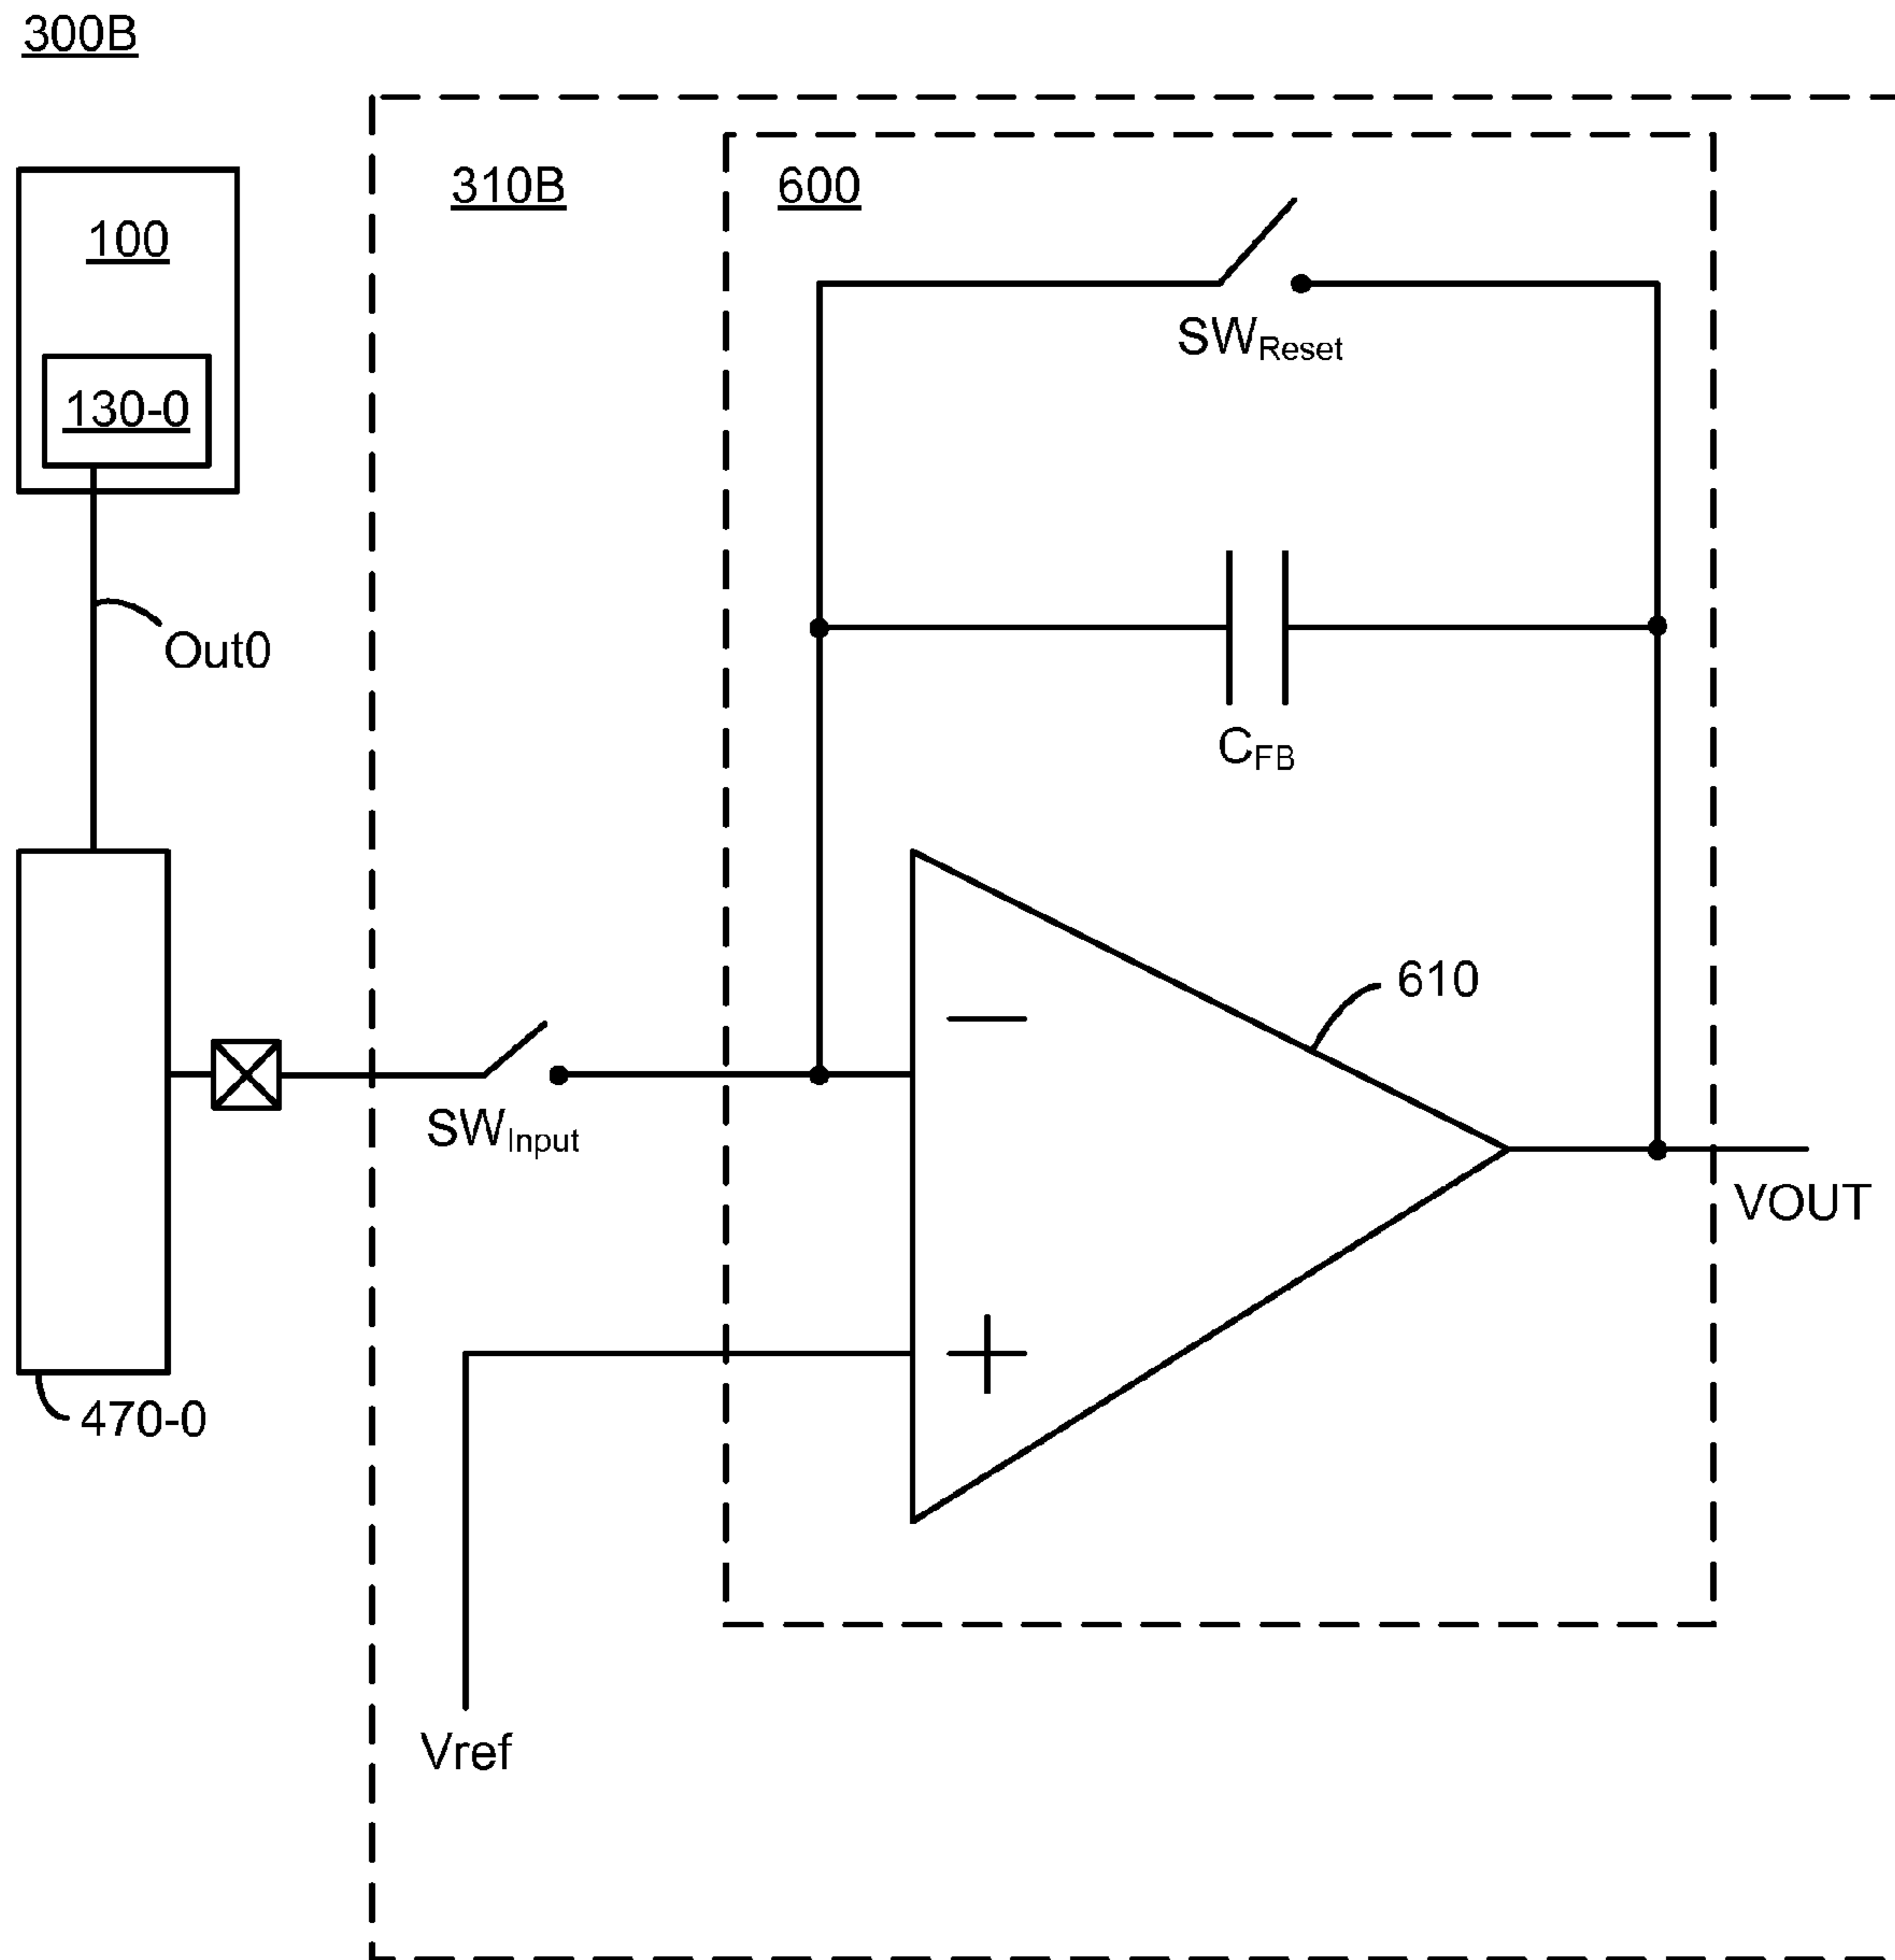 300B
310B
600
100
SWReset
130-0
Out0
CFB
610
SWInput
VOUT
470-0
Vref